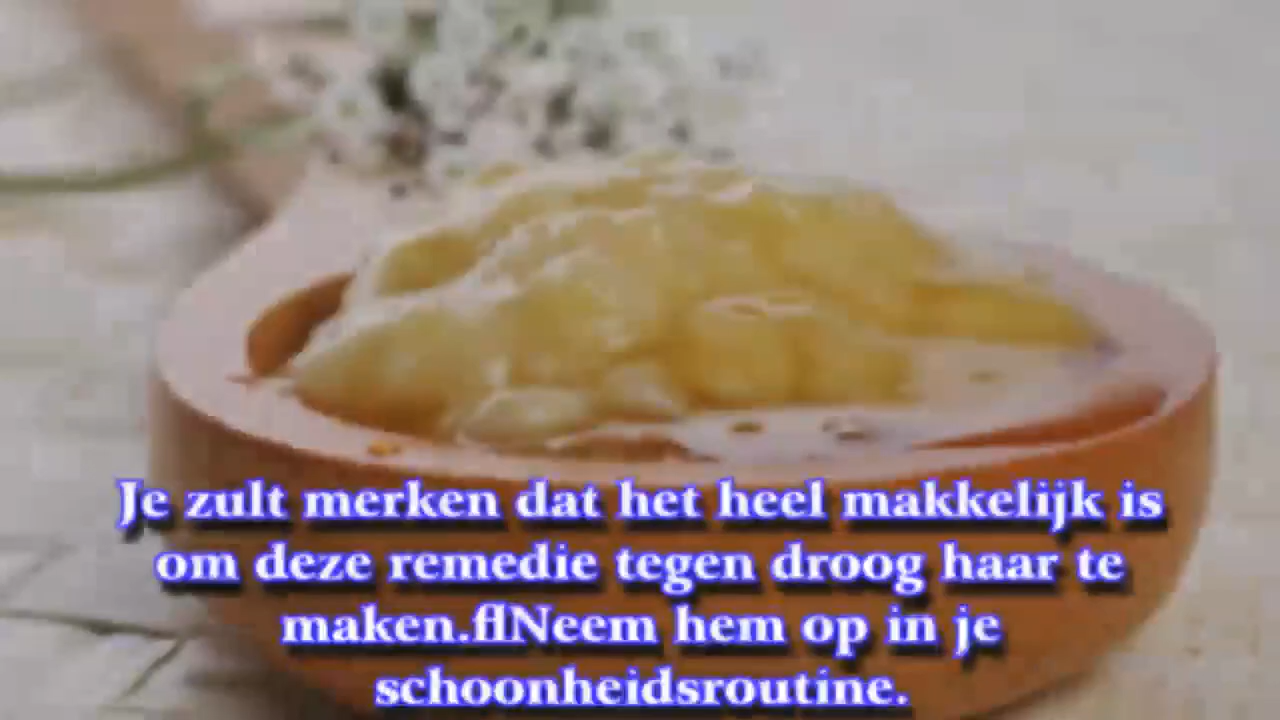 Je zult merken dat het heel makkelijk is
om deze remedie tegen droog haar te
maken.flNeem hem op in je
schoonheidsroutine.